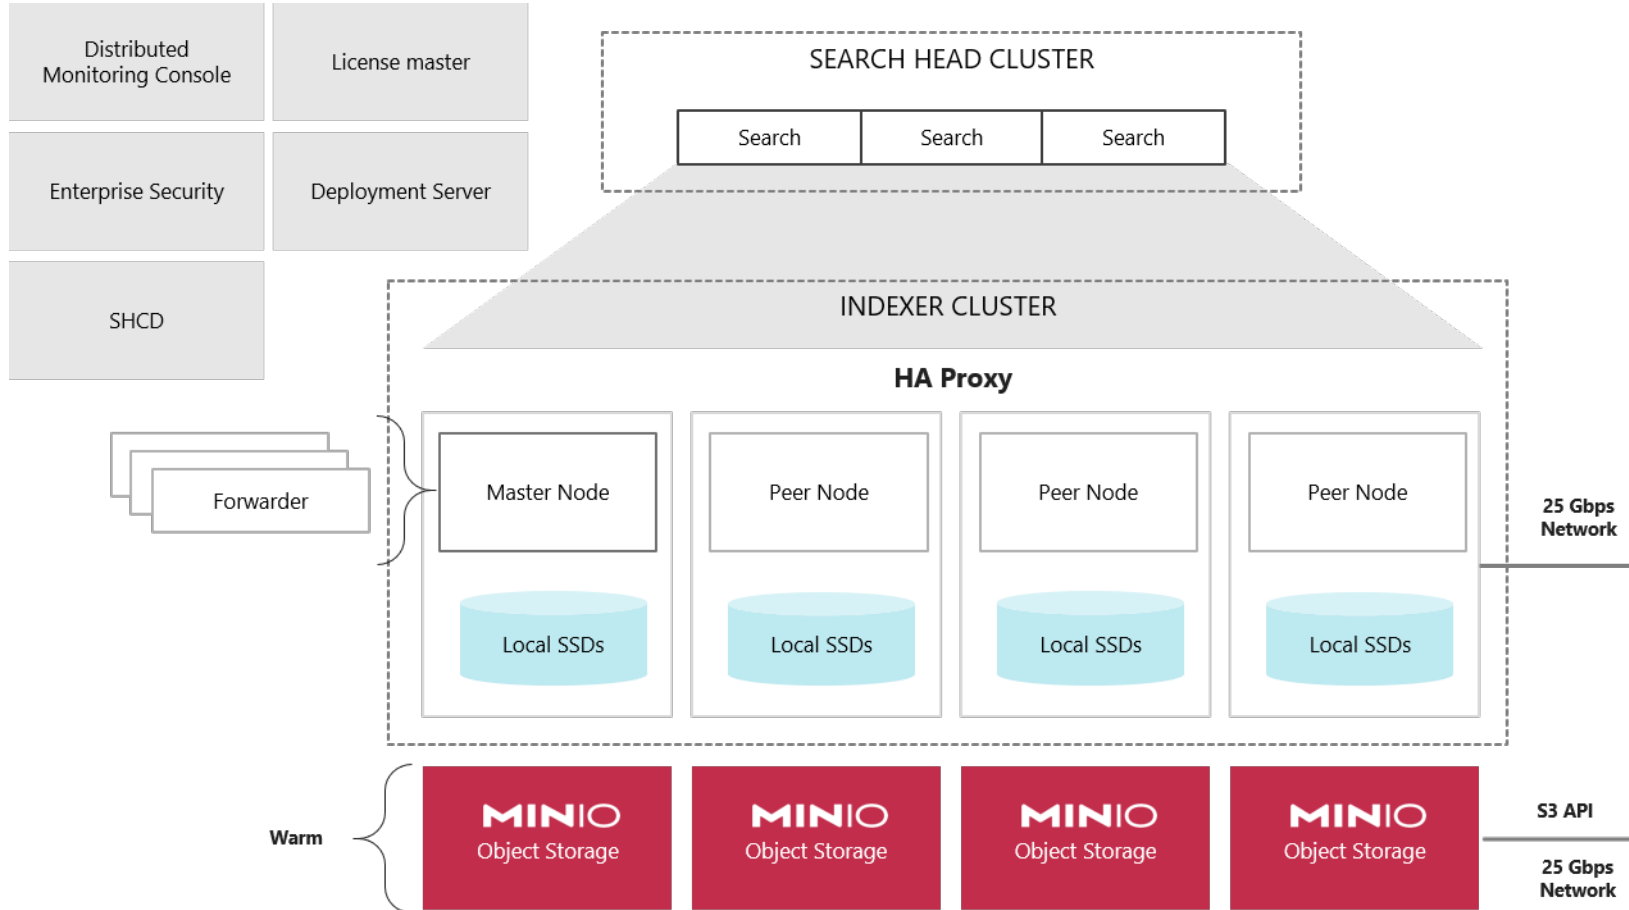 Distributed
Monitoring Console
License master
Enterprise Security
Deployment Server
SHCD
SEARCH HEAD CLUSTER
Search
Search
Search
INDEXER CLUSTER
HA Proxy
Forwarder
Master Node
Peer Node
Peer Node
Peer Node
25 Gbps
Network
Local SSDs
Local SSDs
Local SSDs
Local SSDs
Warm
MINIO
Object Storage
MINIO
Object Storage
MINIO
Object Storage
MINIO
Object Storage
S3 API
25 Gbps
Network